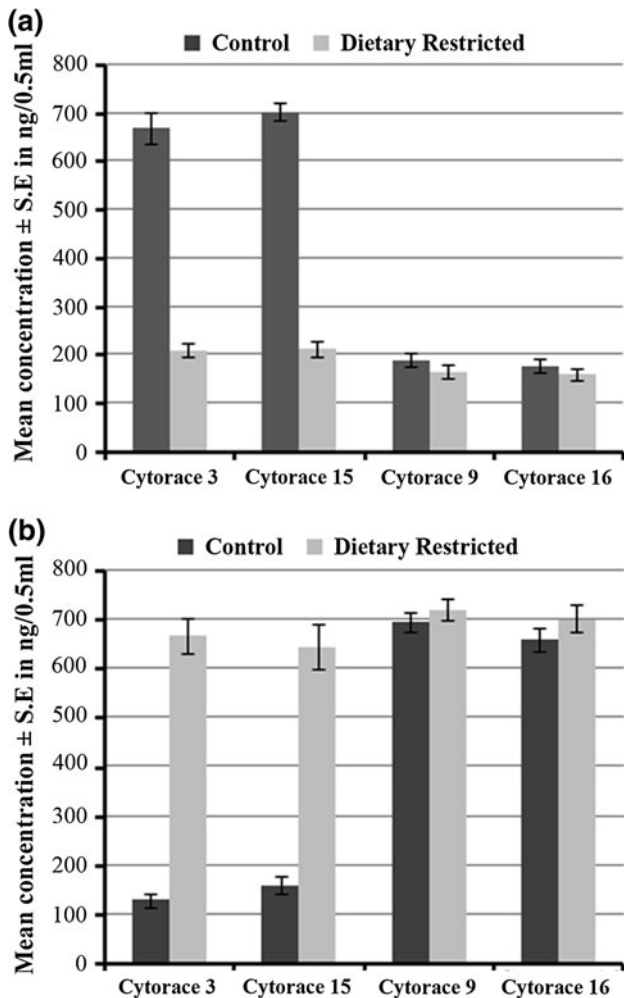 (a)
Control Dietary Restricted
Mean concentration ± S.E in ng/0.5ml
800
700
600
500
400
300
200
100
0
Cytorace 3 Cytorace 15 Cytorace 9 Cytorace 16
(b)
Control Dietary Restricted
Mean concentration ± S.E in ng/0.5ml
800
700
600
500
400
300
200
100
0
Cytorace 3 Cytorace 15 Cytorace 9 Cytorace 16